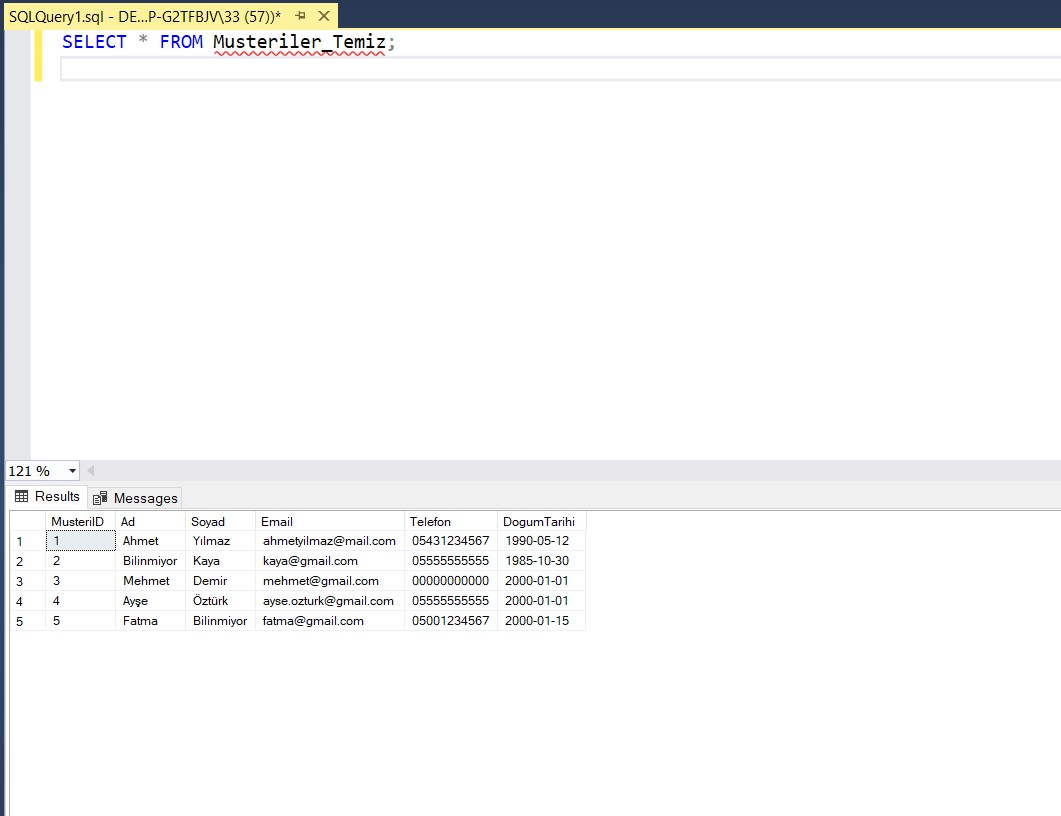 SQLQuery1.sql - DE...P-G2TFBJV\33 (57))*
SELECT * FROM Musteriler_Temiz;
121 %
Results Messages
MusteriID Ad Soyad Email Telefon DogumTarihi
1 1 Ahmet Yılmaz ahmetyilmaz@mail.com 05431234567 1990-05-12
2 2 Bilinmiyor Kaya kaya@gmail.com 05555555555 1985-10-30
3 3 Mehmet Demir mehmet@gmail.com 00000000000 2000-01-01
4 4 Ayşe Öztürk ayse.ozturk@gmail.com 05555555555 2000-01-01
5 5 Fatma Bilinmiyor fatma@gmail.com 05001234567 2000-01-15